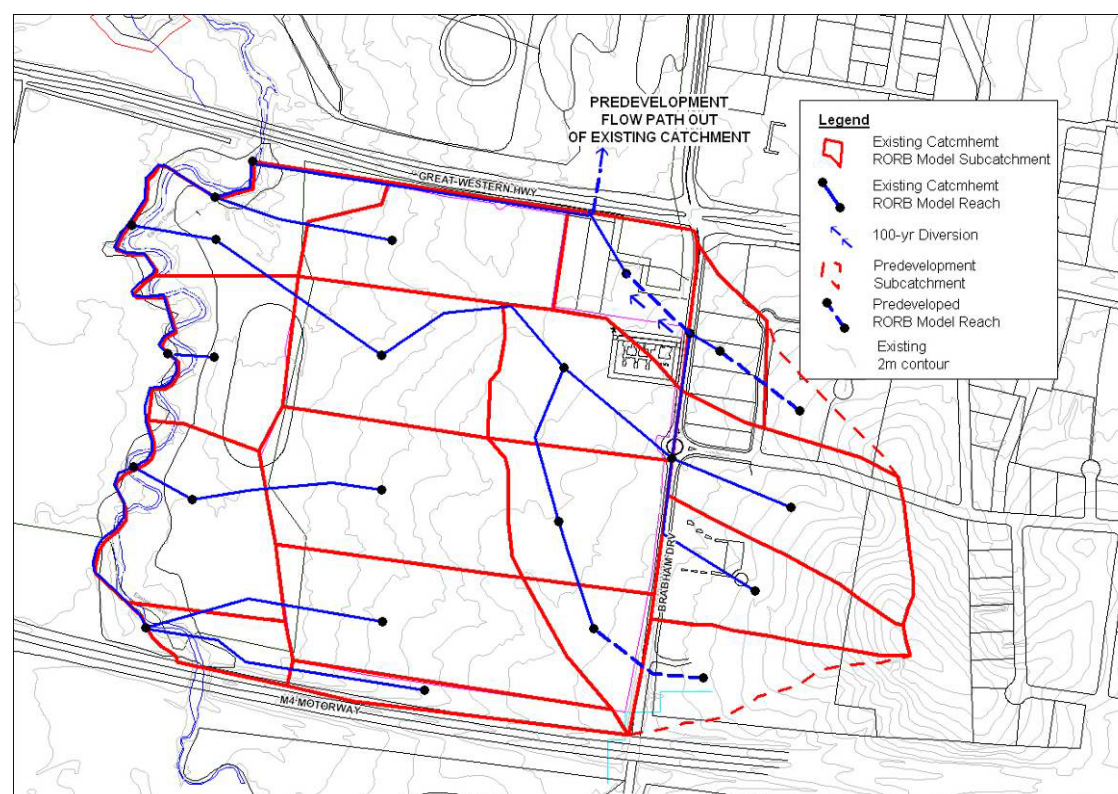 PREDEVELOPMENT
FLOW PATH OUT
OF EXISTING CATCHMENT
GREAT WESTERN HWY
Legend
Existing Catcmhemt
RORB Model Subcatchment
Existing Catcmhemt
RORB Model Reach
100-yr Diversion
Predevelopment
Subcatchment
Predeveloped
RORB Model Reach
Existing
2m contour
BRABHAM DRV
M4 MOTORWAY